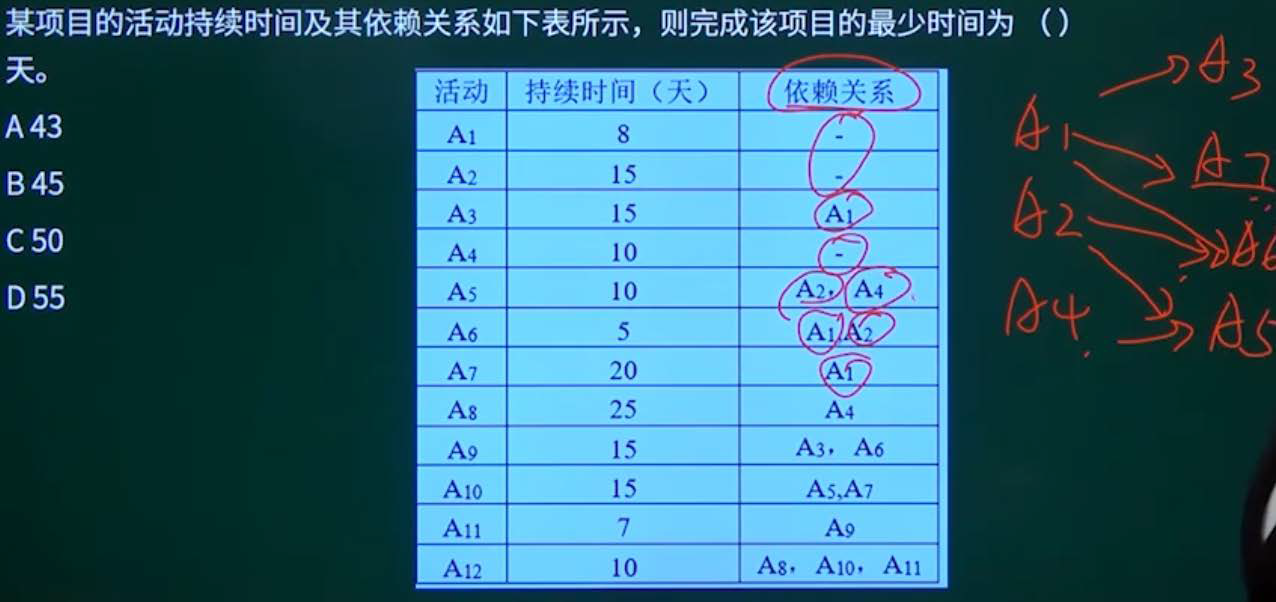 某项目的活动持续时间及其依赖关系如下表所示，则完成该项目的最少时间为 （ ）
天。
A 43
B 45
C 50
D 55
活动 持续时间（天） 依赖关系
A1 8 -
A2 15 -
A3 15 A1
A4 10 -
A5 10 A2，A4
A6 5 A1,A2
A7 20 A1
A8 25 A4
A9 15 A3，A6
A10 15 A5,A7
A11 7 A9
A12 10 A8，A10，A11
A3
A1 A7
A2 A6
A4 A5